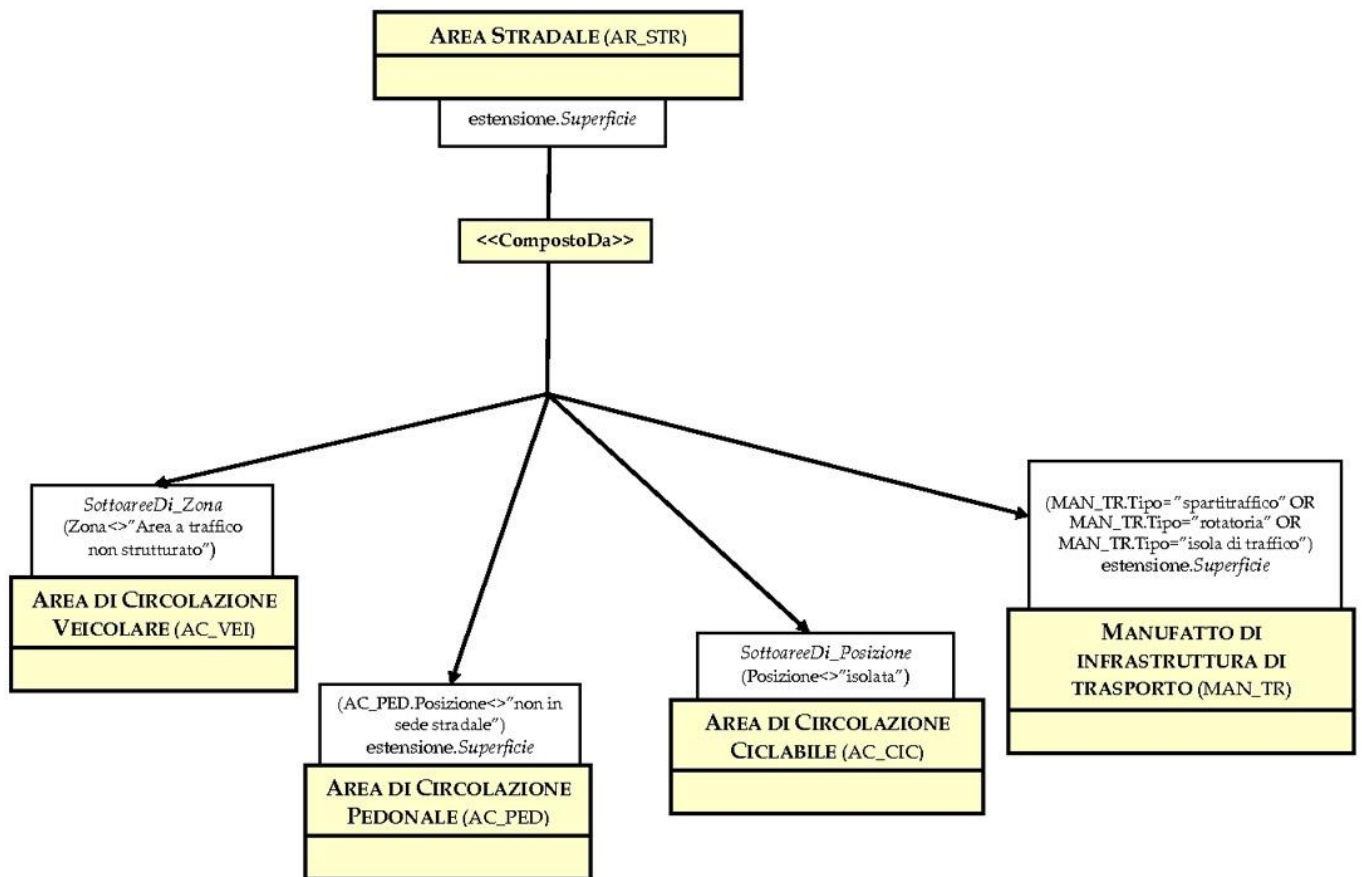 AREA STRADALE (AR_STR)
estensione.Superficie
<<CompostoDa>>
SottoareeDi_Zona
(Zona<>"Area a traffico
non strutturato")
AREA DI CIRCOLAZIONE
VEICOLARE (AC_VEI)
(AC_PED.Posizione<>"non in
sede stradale")
estensione.Superficie
AREA DI CIRCOLAZIONE
PEDONALE (AC_PED)
SottoareeDi_Posizione
(Posizione<>"isolata")
AREA DI CIRCOLAZIONE
CICLABILE (AC_CIC)
(MAN_TR.Tipo="spartitraffico" OR
MAN_TR.Tipo="rotatoria" OR
MAN_TR.Tipo="isola di traffico")
estensione.Superficie
MANUFATTO DI
INFRASTRUTTURA DI
TRASPORTO (MAN_TR)